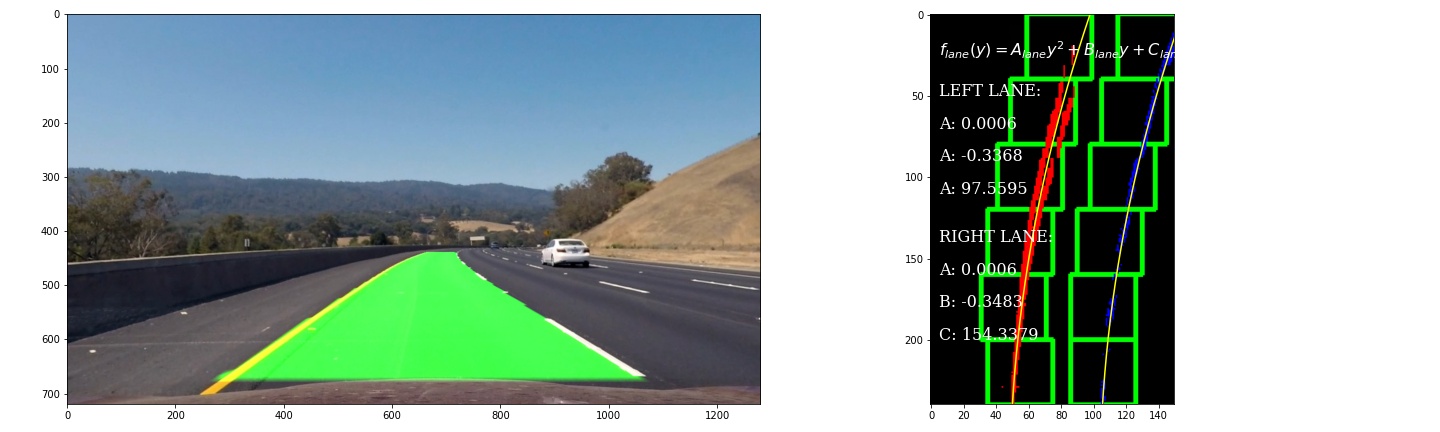 0
100
200
300
400
500
600
700
0 200 400 600 800 1000 1200
0
50
100
150
200
0 20 40 60 80 100 120 140
f_lane(y) = A_lane y² + B_lane y + C_lan
LEFT LANE:
A: 0.0006
A: -0.3368
A: 97.5595
RIGHT LANE:
A: 0.0006
B: -0.3483
C: 154.3379